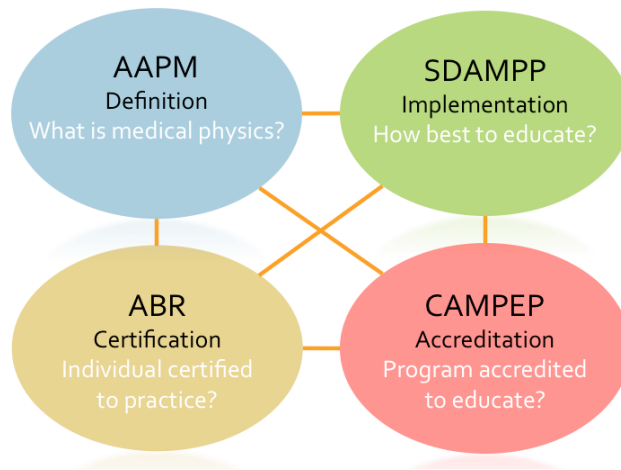 AAPM
Definition
What is medical physics?
SDAMPP
Implementation
How best to educate?
ABR
Certification
Individual certified
to practice?
CAMPEP
Accreditation
Program accredited
to educate?